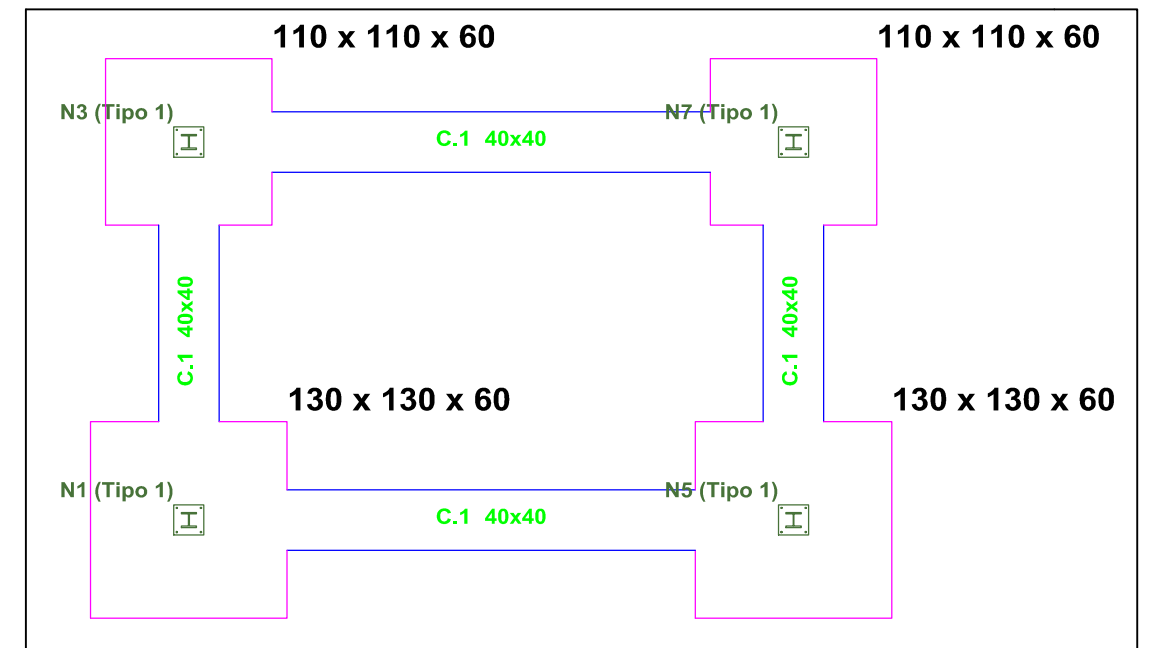 110 x 110 x 60
110 x 110 x 60
N3 (Tipo 1)
N7 (Tipo 1)
C.1 40x40
C.1 40x40
C.1 40x40
130 x 130 x 60
130 x 130 x 60
N1 (Tipo 1)
N5 (Tipo 1)
C.1 40x40